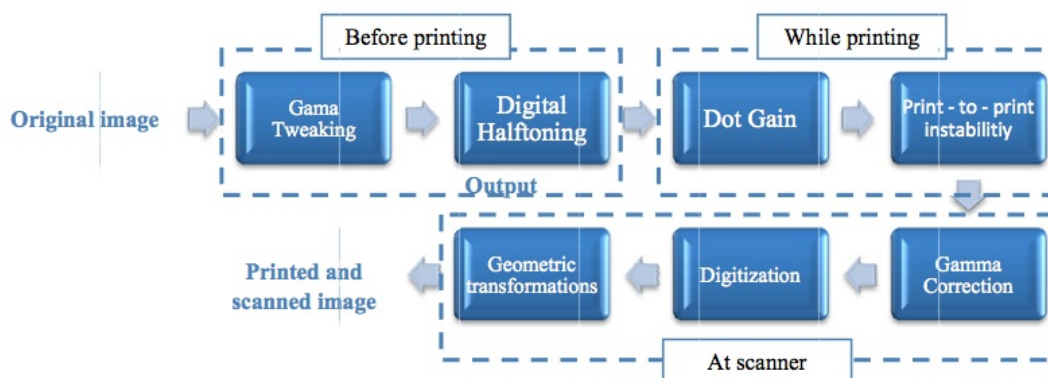 Before printing
While printing
Original image
Gama
Tweaking
Digital
Halftoning
Dot Gain
Print - to - print
instabilitiy
Output
Printed and
scanned image
Geometric
transformations
Digitization
Gamma
Correction
At scanner